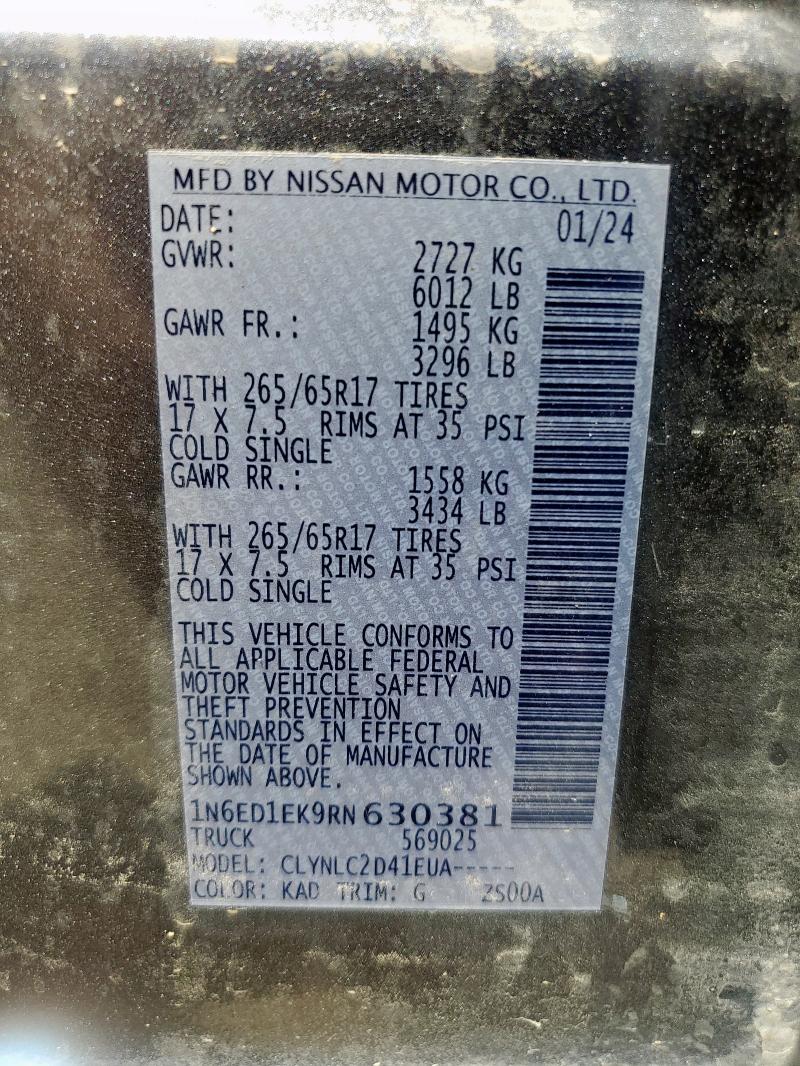 MFD BY NISSAN MOTOR CO., LTD.
DATE: 01/24
GVWR: 2727 KG
6012 LB
GAWR FR.: 1495 KG
3296 LB
WITH 265/65R17 TIRES
17 X 7.5 RIMS AT 35 PSI
COLD SINGLE
GAWR RR.: 1558 KG
3434 LB
WITH 265/65R17 TIRES
17 X 7.5 RIMS AT 35 PSI
COLD SINGLE
THIS VEHICLE CONFORMS TO
ALL APPLICABLE FEDERAL
MOTOR VEHICLE SAFETY AND
THEFT PREVENTION
STANDARDS IN EFFECT ON
THE DATE OF MANUFACTURE
SHOWN ABOVE.
1N6ED1EK9RN630381
TRUCK 569025
MODEL: CLYNLC2D41EUA-----
COLOR: KAD TRIM: G ZS00A